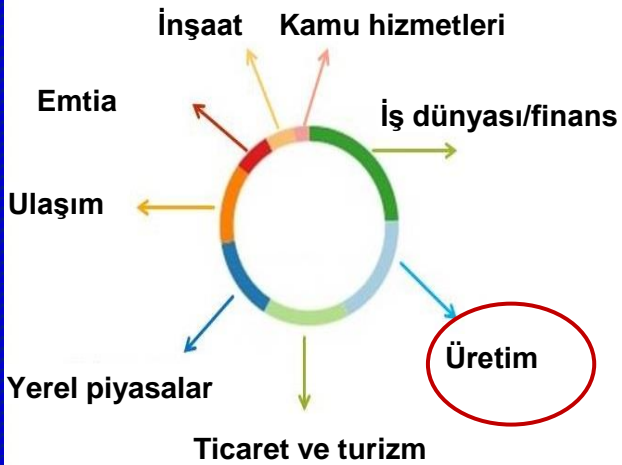 İnşaat
Kamu hizmetleri
Emtia
İş dünyası/finans
Ulaşım
Üretim
Yerel piyasalar
Ticaret ve turizm